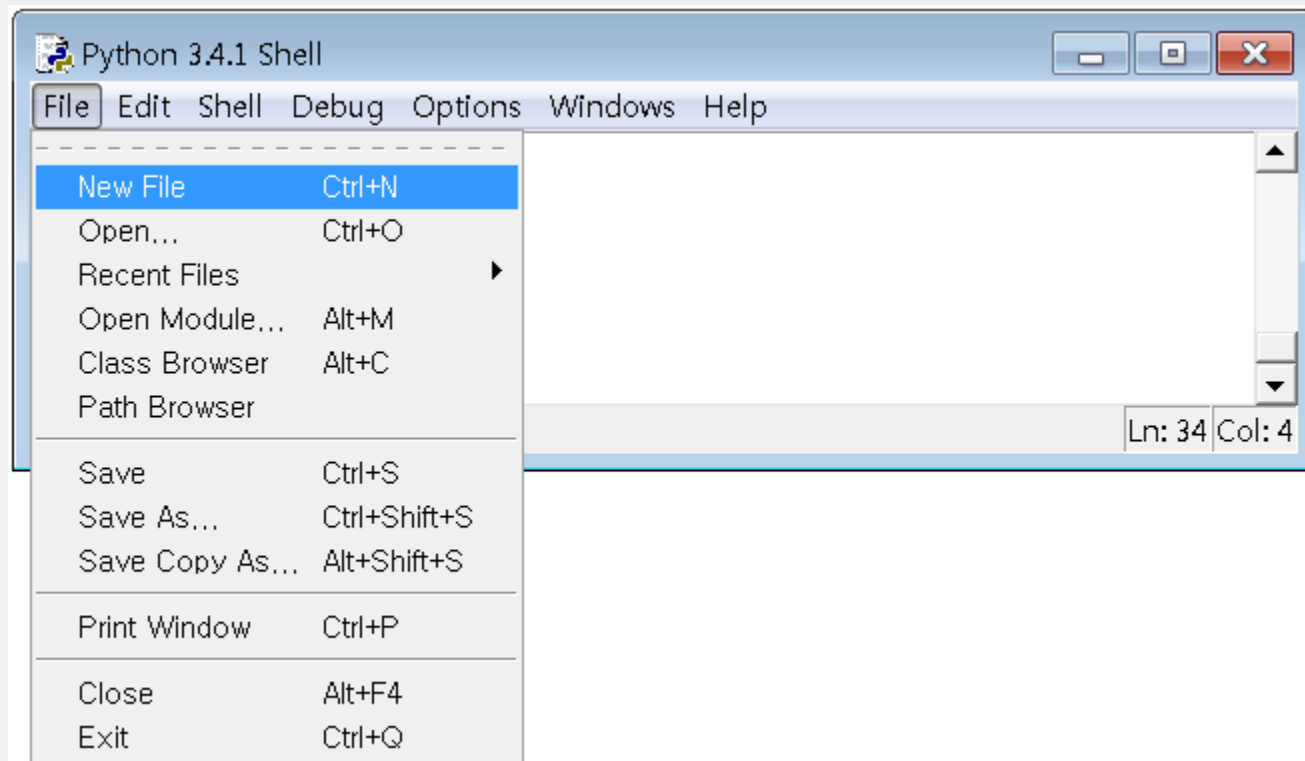 Python 3.4.1 Shell
File Edit Shell Debug Options Windows Help
New File Ctrl+N
Open... Ctrl+O
Recent Files
Open Module... Alt+M
Class Browser Alt+C
Path Browser
Ln: 34 Col: 4
Save Ctrl+S
Save As... Ctrl+Shift+S
Save Copy As... Alt+Shift+S
Print Window Ctrl+P
Close Alt+F4
Exit Ctrl+Q